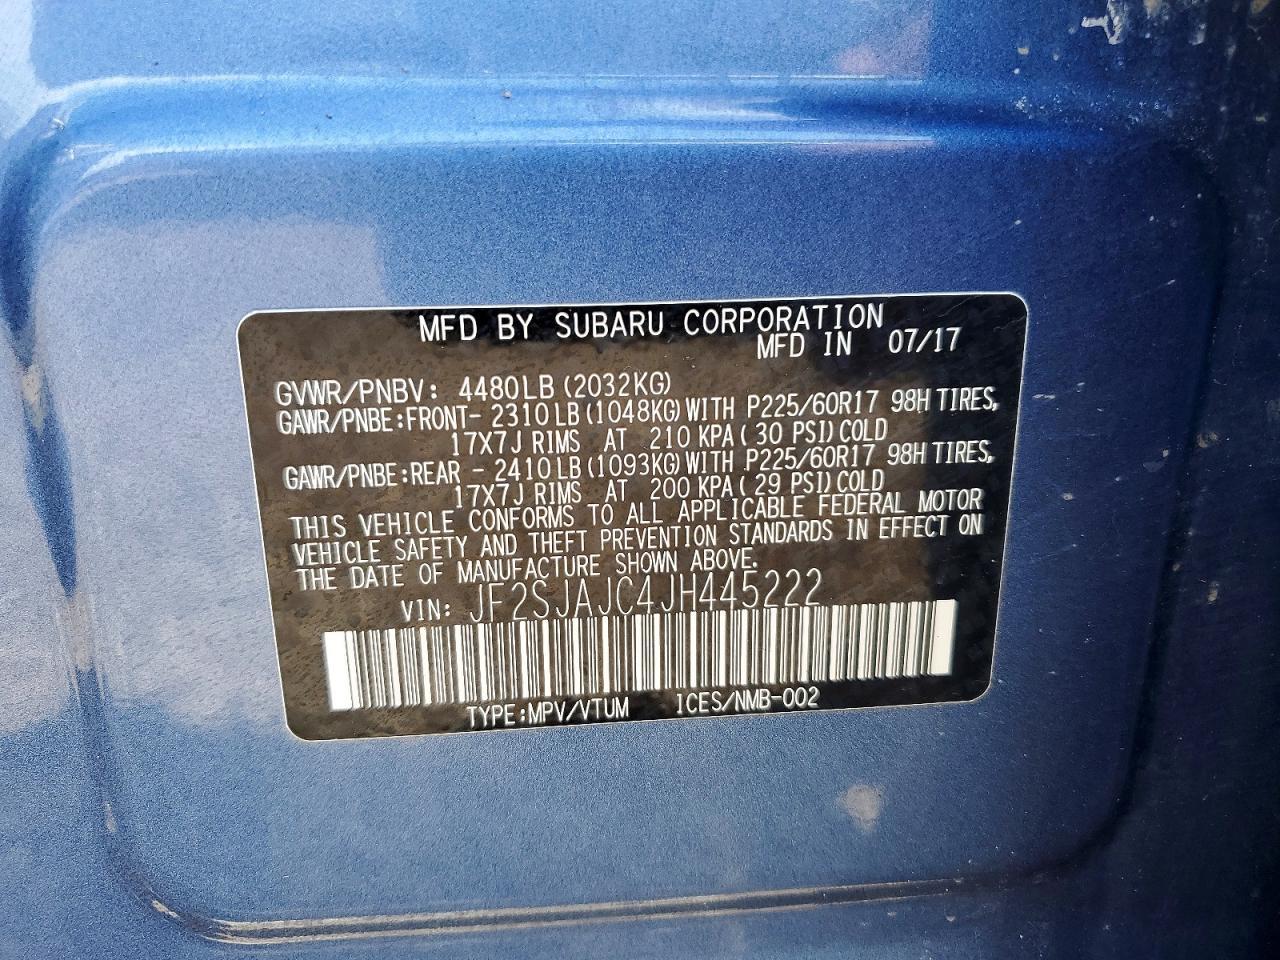 MFD BY SUBARU CORPORATION
MFD IN 07/17
GVWR/PNBV: 4480LB (2032KG)
GAWR/PNBE:FRONT- 2310LB(1048KG)WITH P225/60R17 98H TIRES,
17X7J RIMS AT 210 KPA( 30 PSI)COLD
GAWR/PNBE:REAR - 2410LB(1093KG)WITH P225/60R17 98H TIRES,
17X7J RIMS AT 200 KPA( 29 PSI)COLD
THIS VEHICLE CONFORMS TO ALL APPLICABLE FEDERAL MOTOR
VEHICLE SAFETY AND THEFT PREVENTION STANDARDS IN EFFECT ON
THE DATE OF MANUFACTURE SHOWN ABOVE.
VIN: JF2SJAJC4JH445222
TYPE:MPV/VTUM ICES/NMB-002